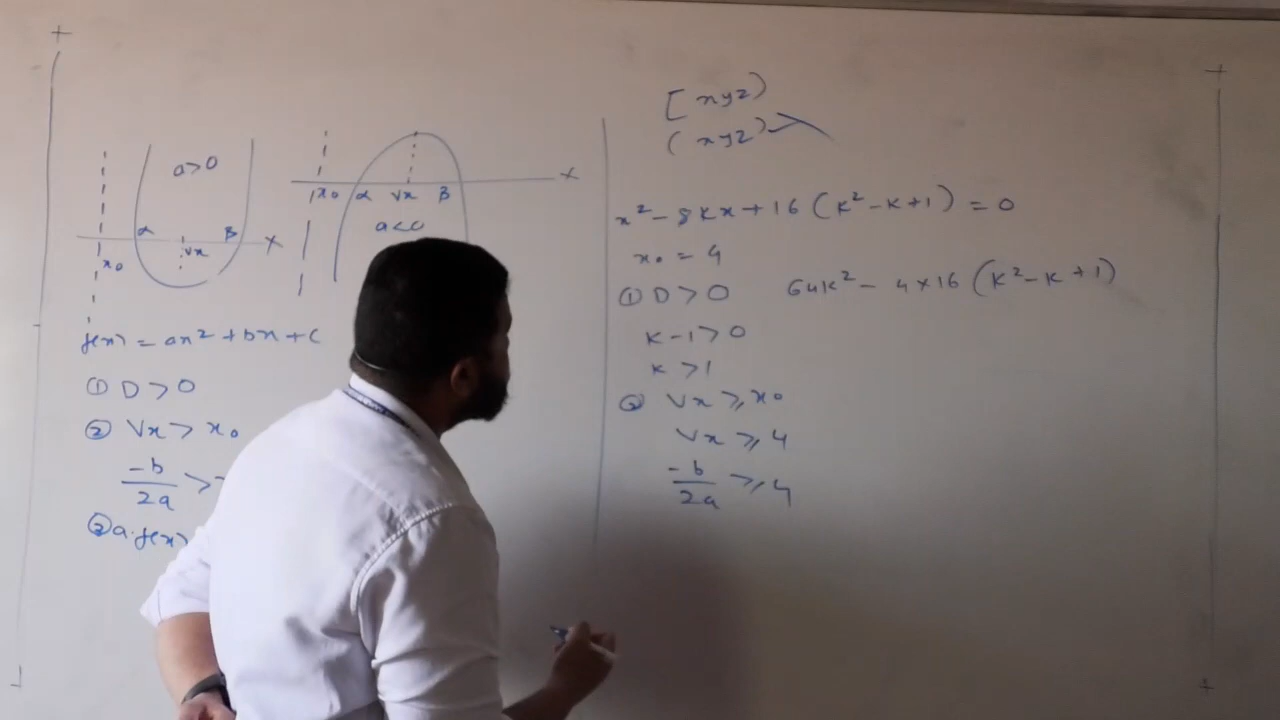 a>0
α
β
x
x₀
Vx
x₀
α
Vx
β
x
a<0
f(x) = ax² + bx + c
① D > 0
② Vx > x₀
-b/2a >
③ a.f(x)
[xyz)
(xyz)
x² - 8kx + 16(k² - k + 1) = 0
x₀ = 4
① D > 0 64k² - 4×16(k² - k + 1)
k - 1 > 0
k > 1
② Vx ⩾ x₀
Vx ⩾ 4
-b/2a ⩾ 4